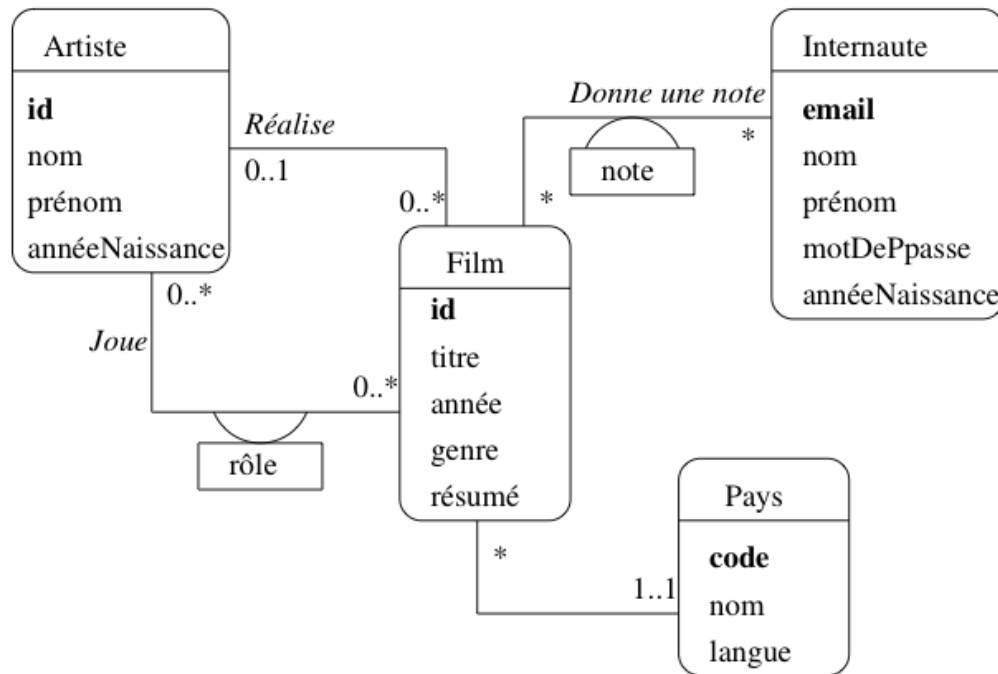 Artiste
id
nom
prénom
annéeNaissance
Réalise
0..1
0..*
0..*
Joue
0..*
rôle
Donne une note
*
*
note
Internaute
email
nom
prénom
motDePpasse
annéeNaissance
Film
id
titre
année
genre
résumé
*
1..1
Pays
code
nom
langue